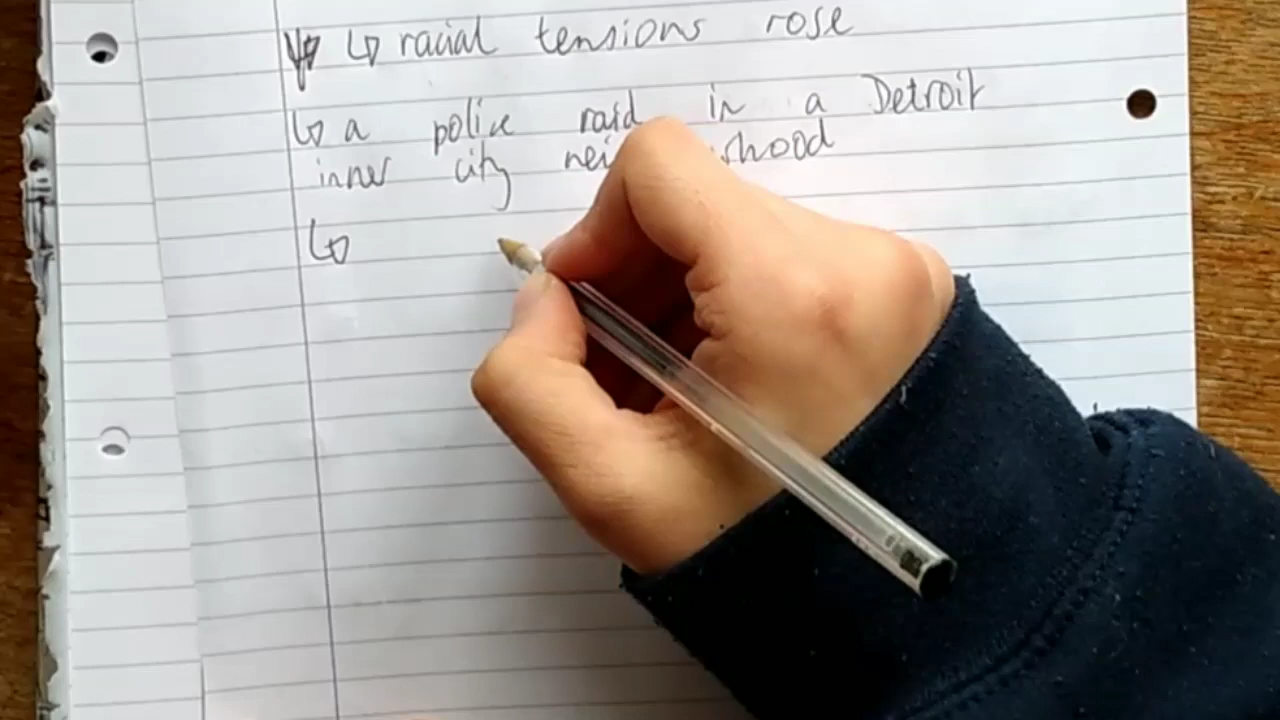 ↳ racial tensions rose
↳ a police raid in a Detroit
inner city
↳